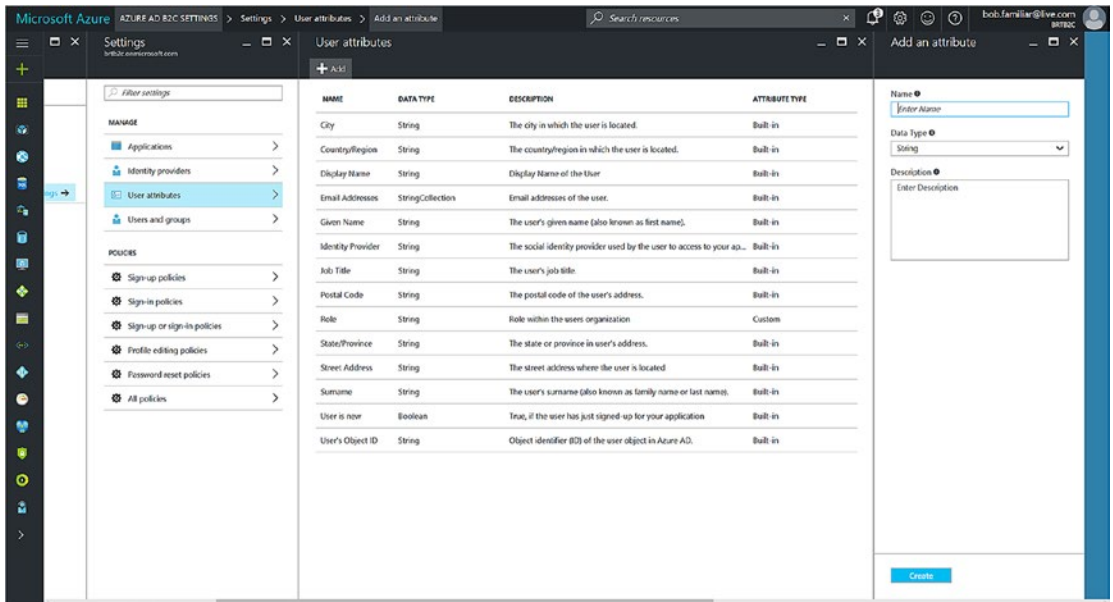 Microsoft Azure AZURE AD B2C SETTINGS > Settings > User attributes > Add an attribute
Search resources
bob.familiar@live.com
BRTB2C
Settings
brtb2c.onmicrosoft.com
Filter settings
MANAGE
Applications
Identity providers
User attributes
Users and groups
POLICIES
Sign-up policies
Sign-in policies
Sign-up or sign-in policies
Profile editing policies
Password reset policies
All policies
User attributes
Add
NAME DATA TYPE DESCRIPTION ATTRIBUTE TYPE
City String The city in which the user is located. Built-in
Country/Region String The country/region in which the user is located. Built-in
Display Name String Display Name of the User Built-in
Email Addresses StringCollection Email addresses of the user. Built-in
Given Name String The user's given name (also known as first name). Built-in
Identity Provider String The social identity provider used by the user to access to your ap... Built-in
Job Title String The user's job title. Built-in
Postal Code String The postal code of the user's address. Built-in
Role String Role within the users organization Custom
State/Province String The state or province in user's address. Built-in
Street Address String The street address where the user is located Built-in
Surname String The user's surname (also known as family name or last name). Built-in
User is new Boolean True, if the user has just signed-up for your application Built-in
User's Object ID String Object identifier (ID) of the user object in Azure AD. Built-in
Add an attribute
Name
Enter Name
Data Type
String
Description
Enter Description
Create